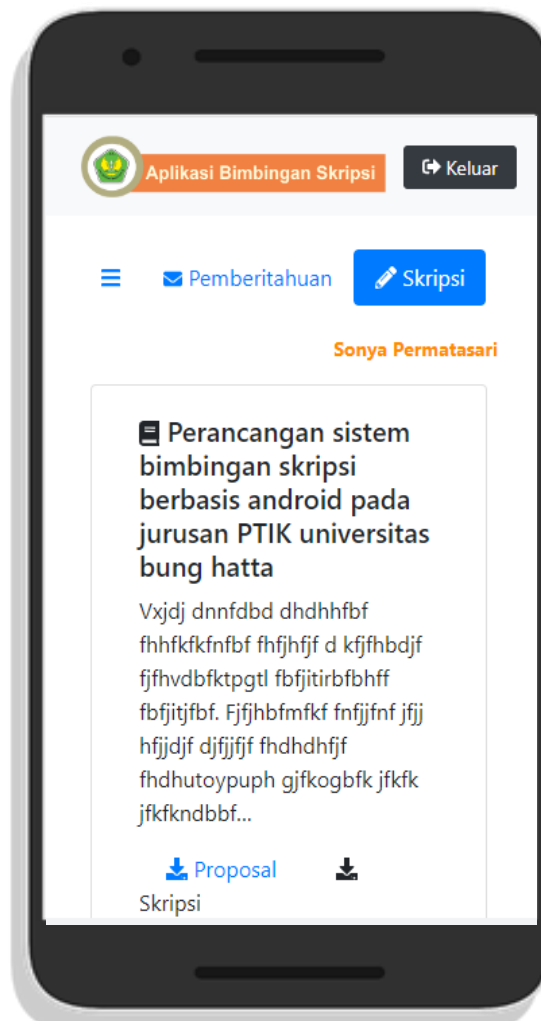 Aplikasi Bimbingan Skripsi
Keluar
Pemberitahuan
Skripsi
Sonya Permatasari
Perancangan sistem
bimbingan skripsi
berbasis android pada
jurusan PTIK universitas
bung hatta
Vxjdj dnnfdbd dhdhhfbf
fhhfkfkfnfbf fhfjhfjf d kfjfhbdjf
fjfhvdbfktpgtl fbfjitirbfbhff
fbfjitjfbf. Fjfjhbfmfkf fnfjjfnf jfjj
hfjjdjf djfjjfjf fhdhdhfjf
fhdhutoypuph gjfkogbfk jfkfk
jfkfkndbbf...
Proposal
Skripsi